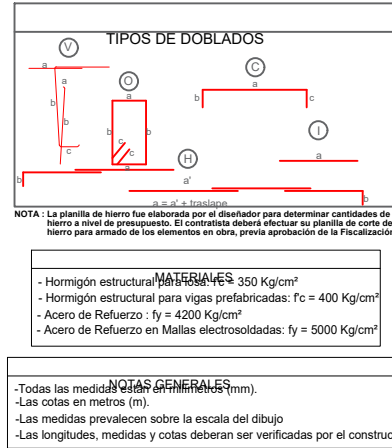 TIPOS DE DOBLADOS
V
O
C
I
H
a
a
b
b
c
a
b
b
c
c
a
a
b
c
a
b
a'
a = a' + traslape
b
NOTA : La planilla de hierro fue elaborada por el diseñador para determinar cantidades de
hierro a nivel de presupuesto. El contratista deberá efectuar su planilla de corte de
hierro para armado de los elementos en obra, previa aprobación de la Fiscalización
MATERIALES
- Hormigón estructural para losa: f'c = 350 Kg/cm²
- Hormigón estructural para vigas prefabricadas: f'c = 400 Kg/cm²
- Acero de Refuerzo : fy = 4200 Kg/cm²
- Acero de Refuerzo en Mallas electrosoldadas: fy = 5000 Kg/cm²
NOTAS GENERALES
-Todas las medidas están en milímetros (mm).
-Las cotas en metros (m).
-Las medidas prevalecen sobre la escala del dibujo
-Las longitudes, medidas y cotas deberan ser verificadas por el construc